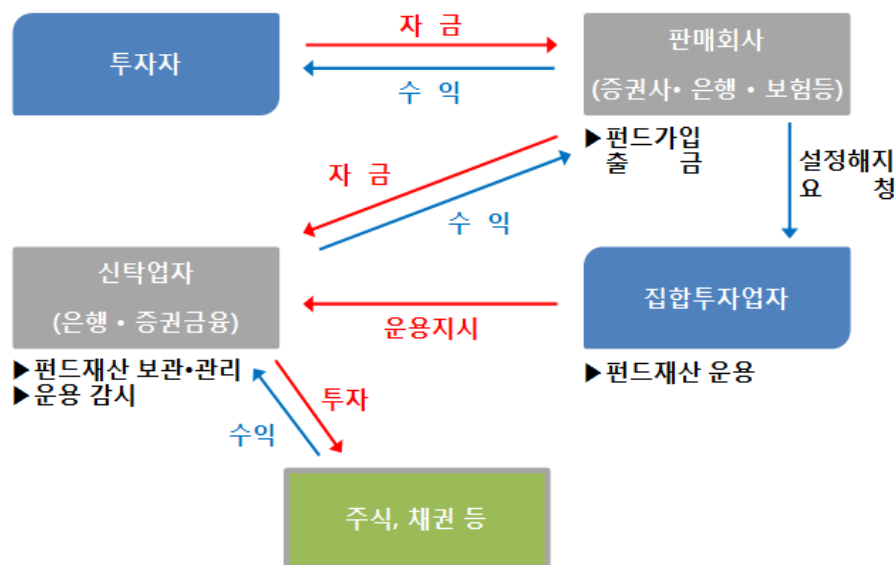 투자자
자 금
수 익
판매회사
(증권사• 은행 • 보험등)
▶펀드가입
출 금
설정해지
요 청
자 금
수 익
신탁업자
(은행 • 증권금융)
운용지시
집합투자업자
▶펀드재산 보관•관리
▶운용 감시
▶펀드재산 운용
투자
수익
주식, 채권 등